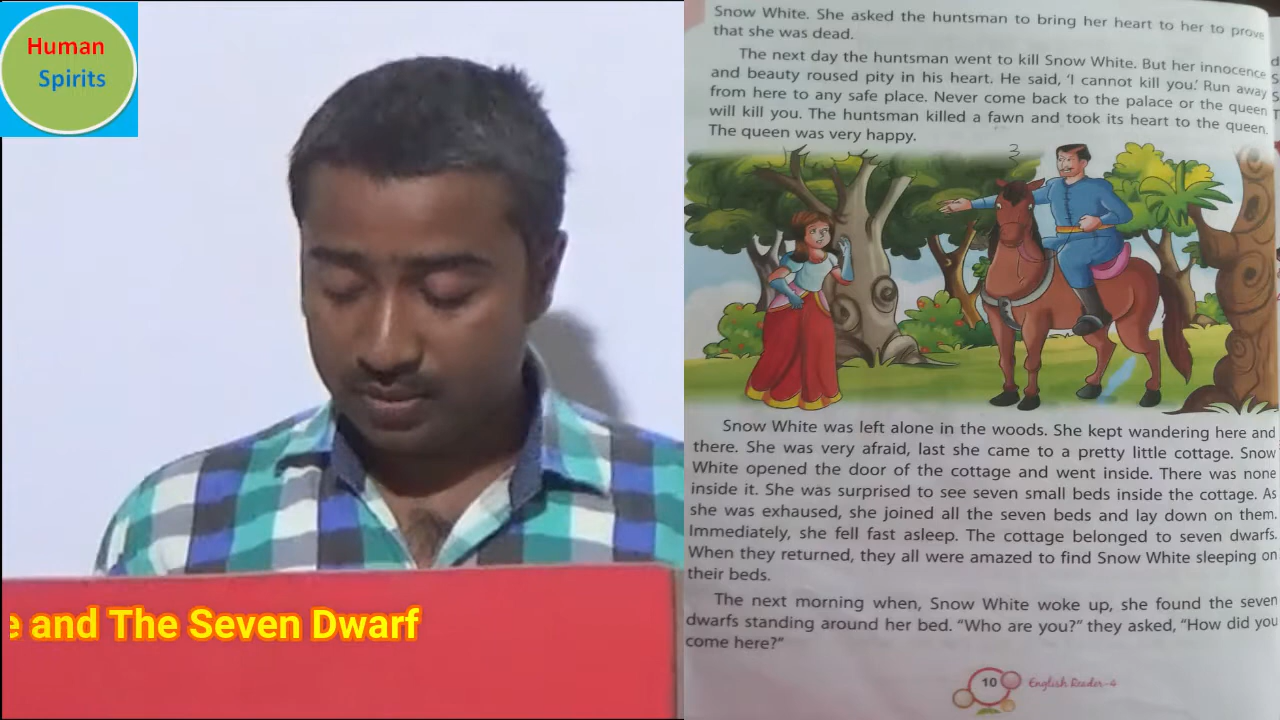 Human
Spirits
e and The Seven Dwarf
Snow White. She asked the huntsman to bring her heart to her to prove
that she was dead.
The next day the huntsman went to kill Snow White. But her innocence
and beauty roused pity in his heart. He said, 'I cannot kill you.' Run away
from here to any safe place. Never come back to the palace or the queen
will kill you. The huntsman killed a fawn and took its heart to the queen.
The queen was very happy.
3
Snow White was left alone in the woods. She kept wandering here and
there. She was very afraid, last she came to a pretty little cottage. Snow
White opened the door of the cottage and went inside. There was none
inside it. She was surprised to see seven small beds inside the cottage. As
she was exhaused, she joined all the seven beds and lay down on them.
Immediately, she fell fast asleep. The cottage belonged to seven dwarfs.
When they returned, they all were amazed to find Snow White sleeping on
their beds.
The next morning when, Snow White woke up, she found the seven
dwarfs standing around her bed. "Who are you?" they asked, "How did you
come here?"
10 English Reader-4